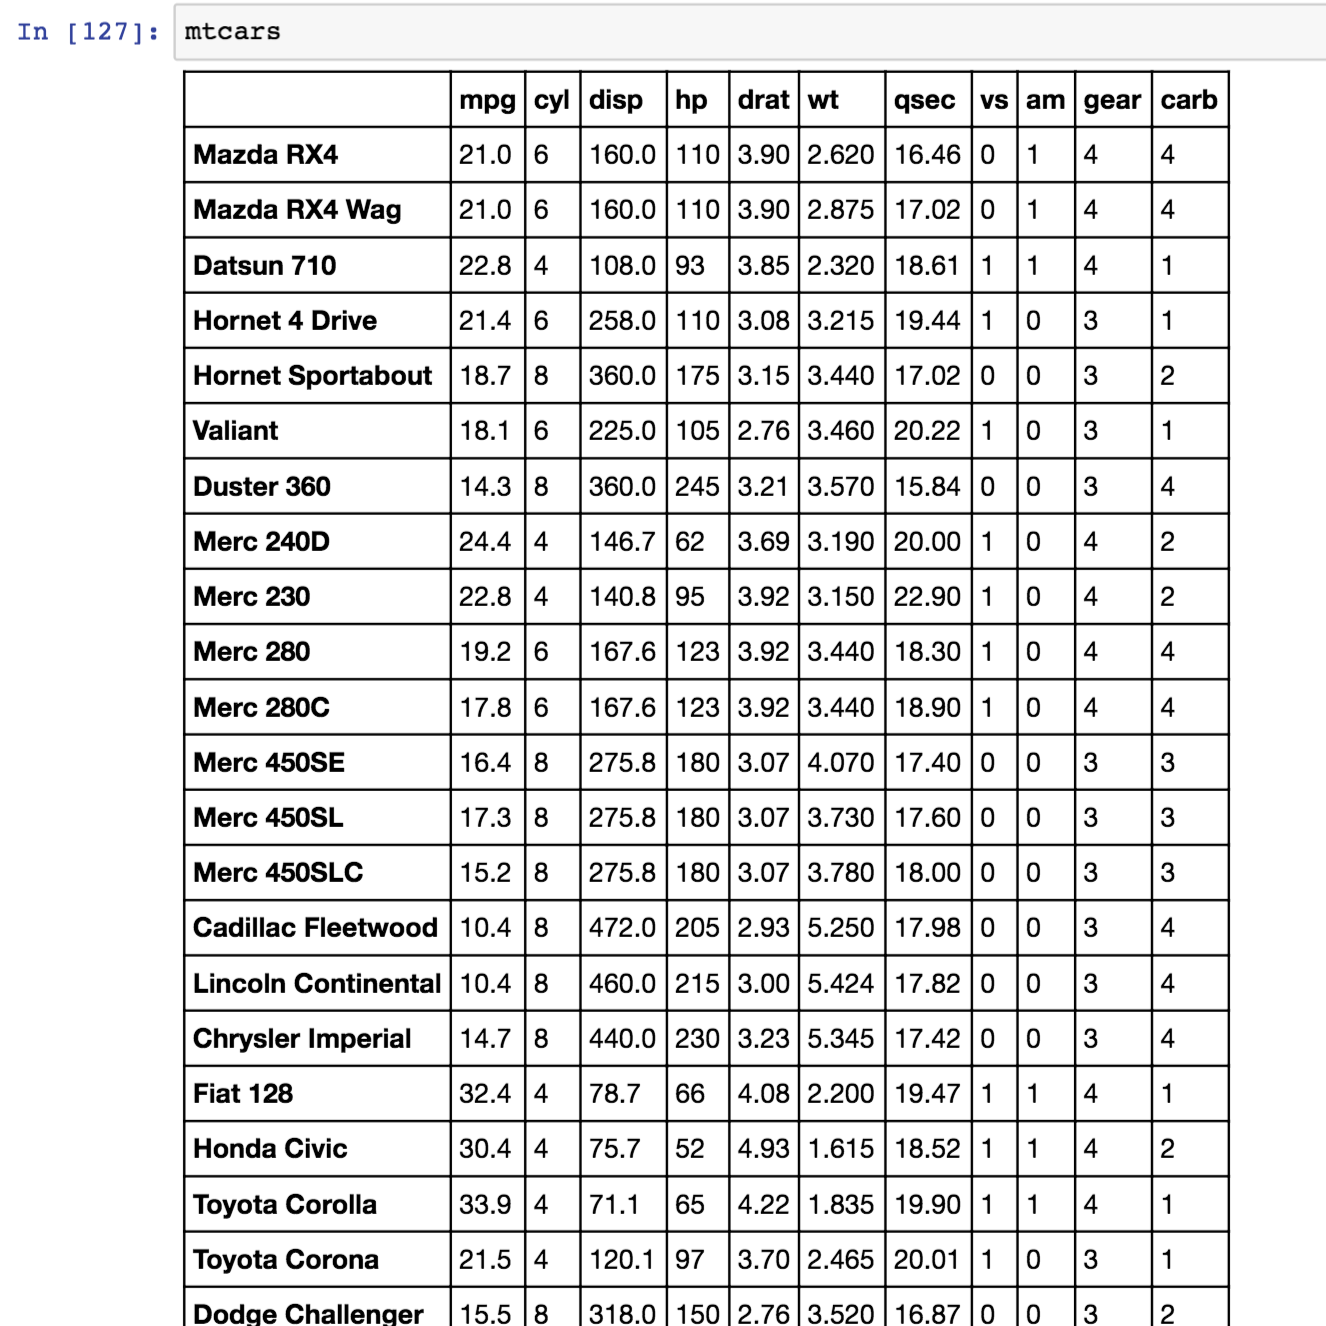 In [127]: mtcars
mpg cyl disp hp drat wt qsec vs am gear carb
Mazda RX4 21.0 6 160.0 110 3.90 2.620 16.46 0 1 4 4
Mazda RX4 Wag 21.0 6 160.0 110 3.90 2.875 17.02 0 1 4 4
Datsun 710 22.8 4 108.0 93 3.85 2.320 18.61 1 1 4 1
Hornet 4 Drive 21.4 6 258.0 110 3.08 3.215 19.44 1 0 3 1
Hornet Sportabout 18.7 8 360.0 175 3.15 3.440 17.02 0 0 3 2
Valiant 18.1 6 225.0 105 2.76 3.460 20.22 1 0 3 1
Duster 360 14.3 8 360.0 245 3.21 3.570 15.84 0 0 3 4
Merc 240D 24.4 4 146.7 62 3.69 3.190 20.00 1 0 4 2
Merc 230 22.8 4 140.8 95 3.92 3.150 22.90 1 0 4 2
Merc 280 19.2 6 167.6 123 3.92 3.440 18.30 1 0 4 4
Merc 280C 17.8 6 167.6 123 3.92 3.440 18.90 1 0 4 4
Merc 450SE 16.4 8 275.8 180 3.07 4.070 17.40 0 0 3 3
Merc 450SL 17.3 8 275.8 180 3.07 3.730 17.60 0 0 3 3
Merc 450SLC 15.2 8 275.8 180 3.07 3.780 18.00 0 0 3 3
Cadillac Fleetwood 10.4 8 472.0 205 2.93 5.250 17.98 0 0 3 4
Lincoln Continental 10.4 8 460.0 215 3.00 5.424 17.82 0 0 3 4
Chrysler Imperial 14.7 8 440.0 230 3.23 5.345 17.42 0 0 3 4
Fiat 128 32.4 4 78.7 66 4.08 2.200 19.47 1 1 4 1
Honda Civic 30.4 4 75.7 52 4.93 1.615 18.52 1 1 4 2
Toyota Corolla 33.9 4 71.1 65 4.22 1.835 19.90 1 1 4 1
Toyota Corona 21.5 4 120.1 97 3.70 2.465 20.01 1 0 3 1
Dodge Challenger 15.5 8 318.0 150 2.76 3.520 16.87 0 0 3 2